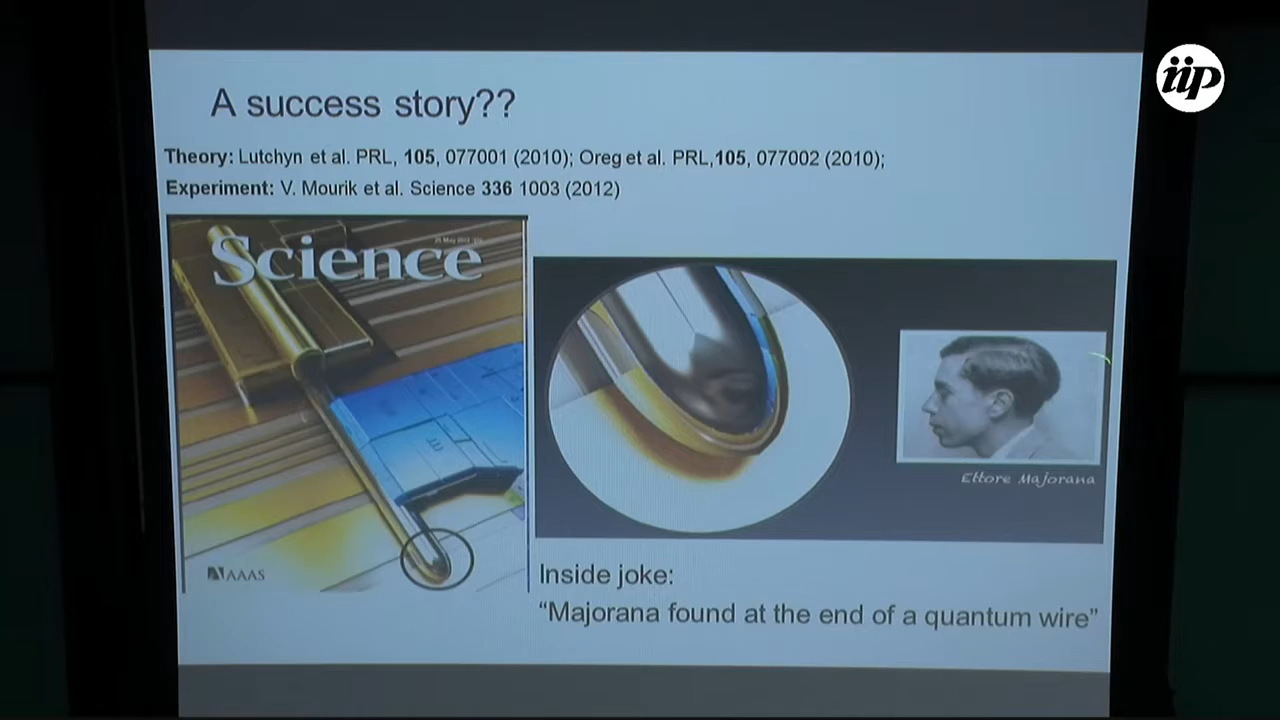 iip
A success story??
Theory: Lutchyn et al. PRL, 105, 077001 (2010); Oreg et al. PRL,105, 077002 (2010);
Experiment: V. Mourik et al. Science 336 1003 (2012)
Science
AAAS
Ettore Majorana
Inside joke:
“Majorana found at the end of a quantum wire”